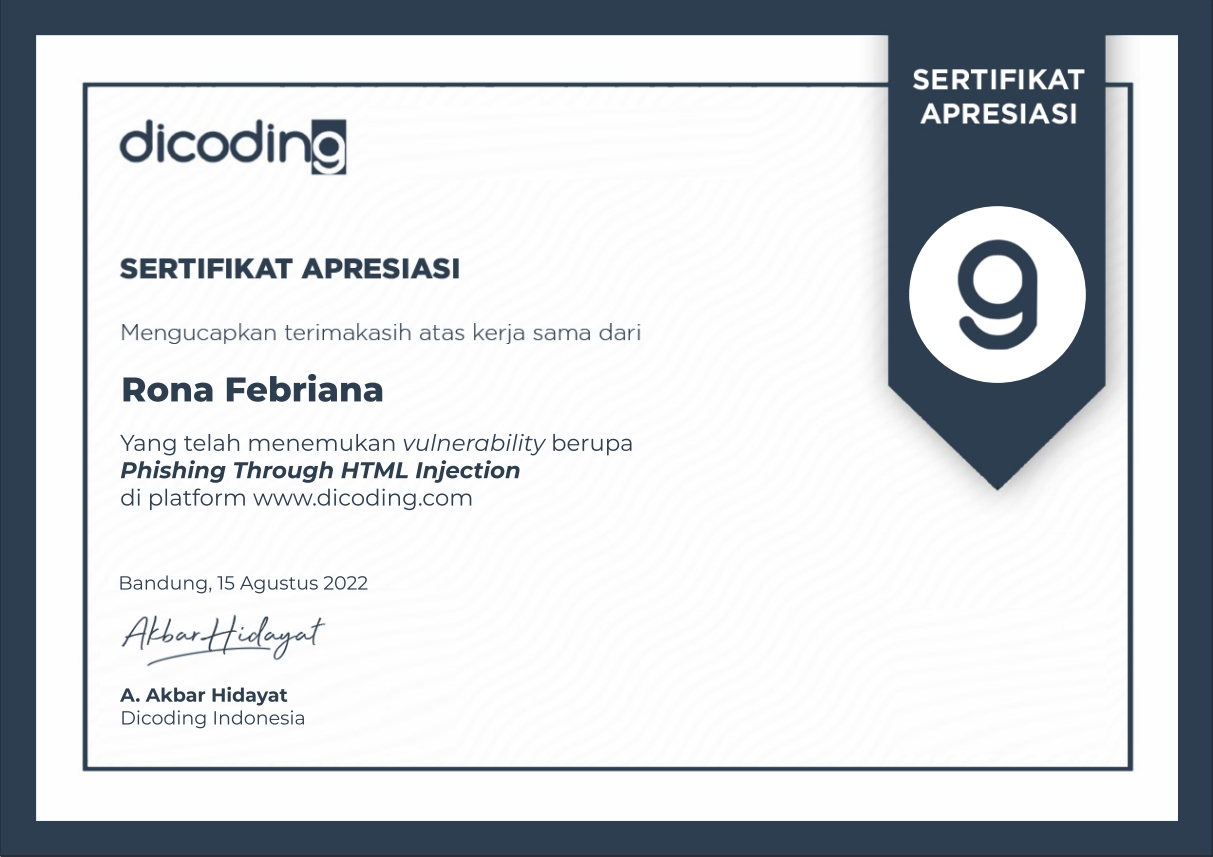 SERTIFIKAT
APRESIASI
dicoding
g
SERTIFIKAT APRESIASI
Mengucapkan terimakasih atas kerja sama dari
Rona Febriana
Yang telah menemukan vulnerability berupa
Phishing Through HTML Injection
di platform www.dicoding.com
Bandung, 15 Agustus 2022
Akbar Hidayat
A. Akbar Hidayat
Dicoding Indonesia